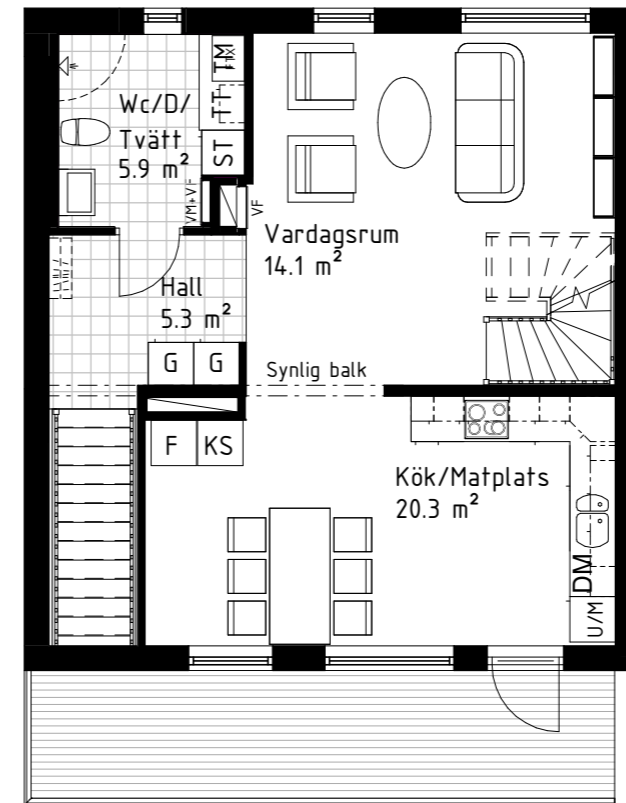 TM
Wc/D/
TT
Tvätt
5.9 m²
ST
VM+V
VF
Vardagsrum
14.1 m²
Hall
5.3 m²
G
G
Synlig balk
F
KS
Kök/Matplats
20.3 m²
DM
U/M